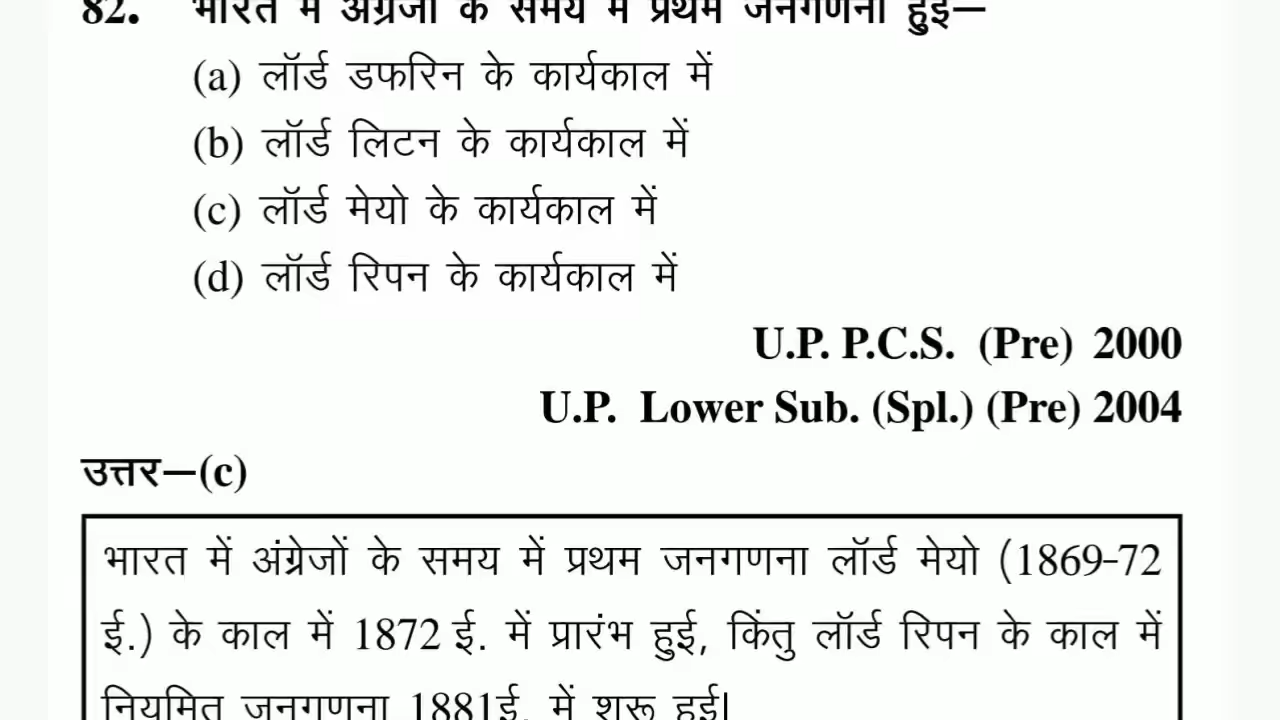 82. भारत में अंग्रेजों के समय में प्रथम जनगणना हुई–
(a) लॉर्ड डफरिन के कार्यकाल में
(b) लॉर्ड लिटन के कार्यकाल में
(c) लॉर्ड मेयो के कार्यकाल में
(d) लॉर्ड रिपन के कार्यकाल में
U.P. P.C.S. (Pre) 2000
U.P. Lower Sub. (Spl.) (Pre) 2004
उत्तर–(c)
भारत में अंग्रेजों के समय में प्रथम जनगणना लॉर्ड मेयो (1869-72
ई.) के काल में 1872 ई. में प्रारंभ हुई, किंतु लॉर्ड रिपन के काल में
नियमित जनगणना 1881ई. में शुरू हुई।